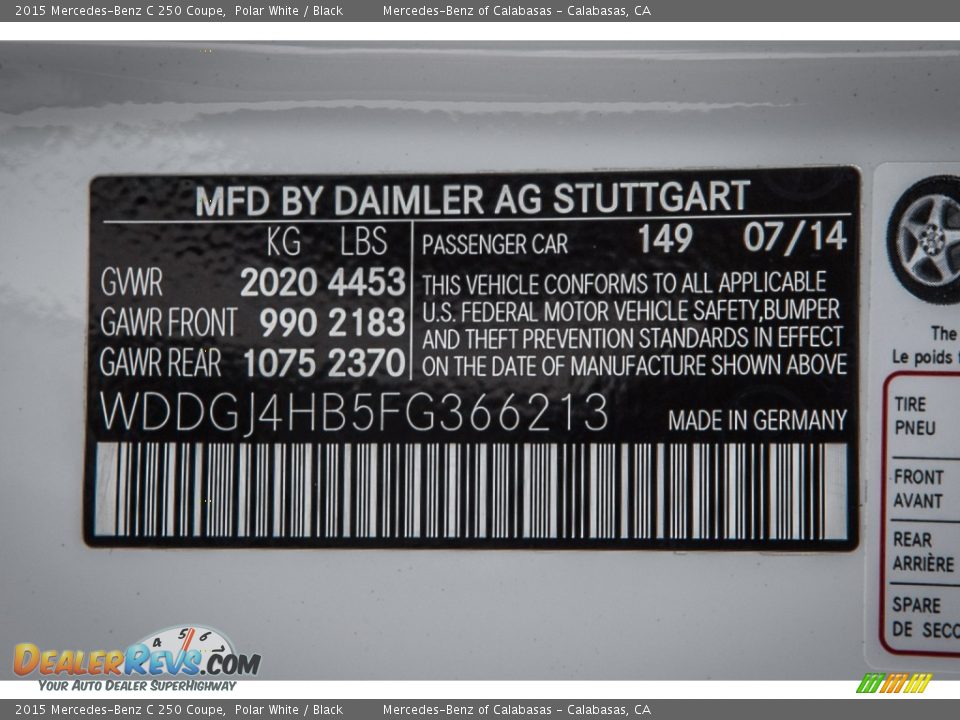 2015 Mercedes-Benz C 250 Coupe, Polar White / Black Mercedes-Benz of Calabasas - Calabasas, CA
MFD BY DAIMLER AG STUTTGART
KG LBS
GVWR 2020 4453
GAWR FRONT 990 2183
GAWR REAR 1075 2370
PASSENGER CAR 149 07/14
THIS VEHICLE CONFORMS TO ALL APPLICABLE
U.S. FEDERAL MOTOR VEHICLE SAFETY,BUMPER
AND THEFT PREVENTION STANDARDS IN EFFECT
ON THE DATE OF MANUFACTURE SHOWN ABOVE
WDDGJ4HB5FG366213
MADE IN GERMANY
The
Le poids
TIRE
PNEU
FRONT
AVANT
REAR
ARRIÈRE
SPARE
DE
4 5 6
DEALERREVS.COM
YOUR AUTO DEALER SUPERHIGHWAY
2015 Mercedes-Benz C 250 Coupe, Polar White / Black Mercedes-Benz of Calabasas - Calabasas, CA